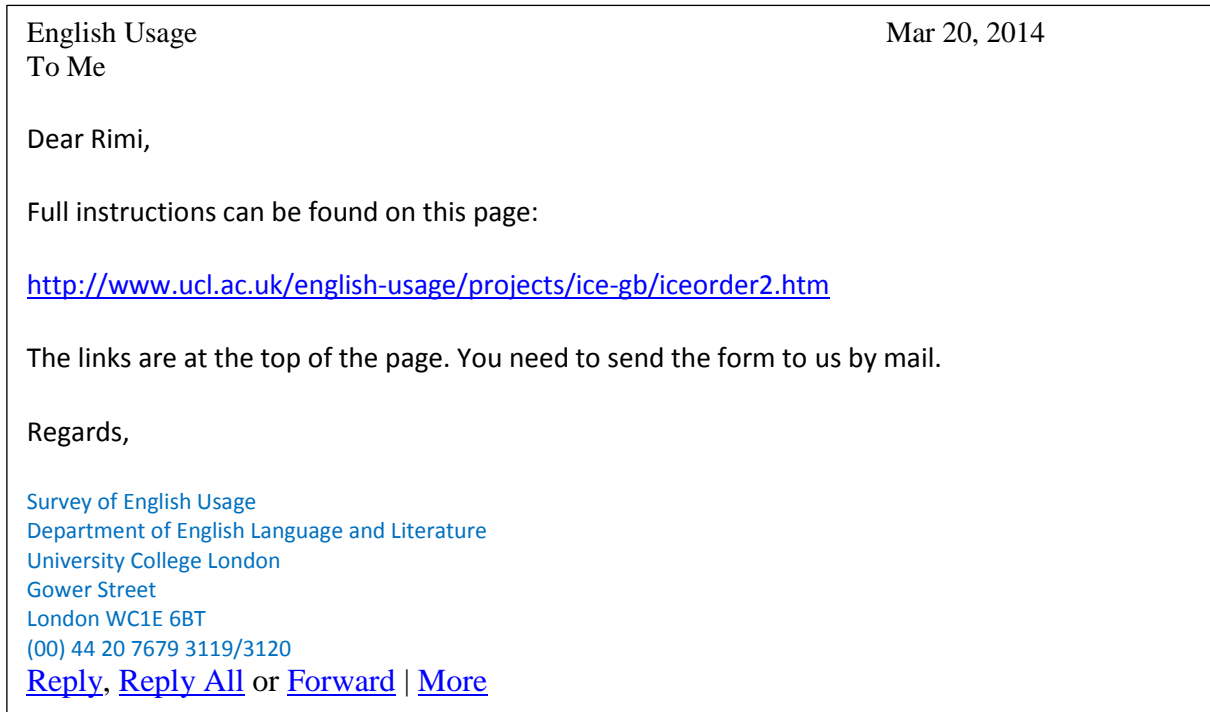 English Usage Mar 20, 2014
To Me
Dear Rimi,
Full instructions can be found on this page:
http://www.ucl.ac.uk/english-usage/projects/ice-gb/iceorder2.htm
The links are at the top of the page. You need to send the form to us by mail.
Regards,
Survey of English Usage
Department of English Language and Literature
University College London
Gower Street
London WC1E 6BT
(00) 44 20 7679 3119/3120
Reply, Reply All or Forward | More